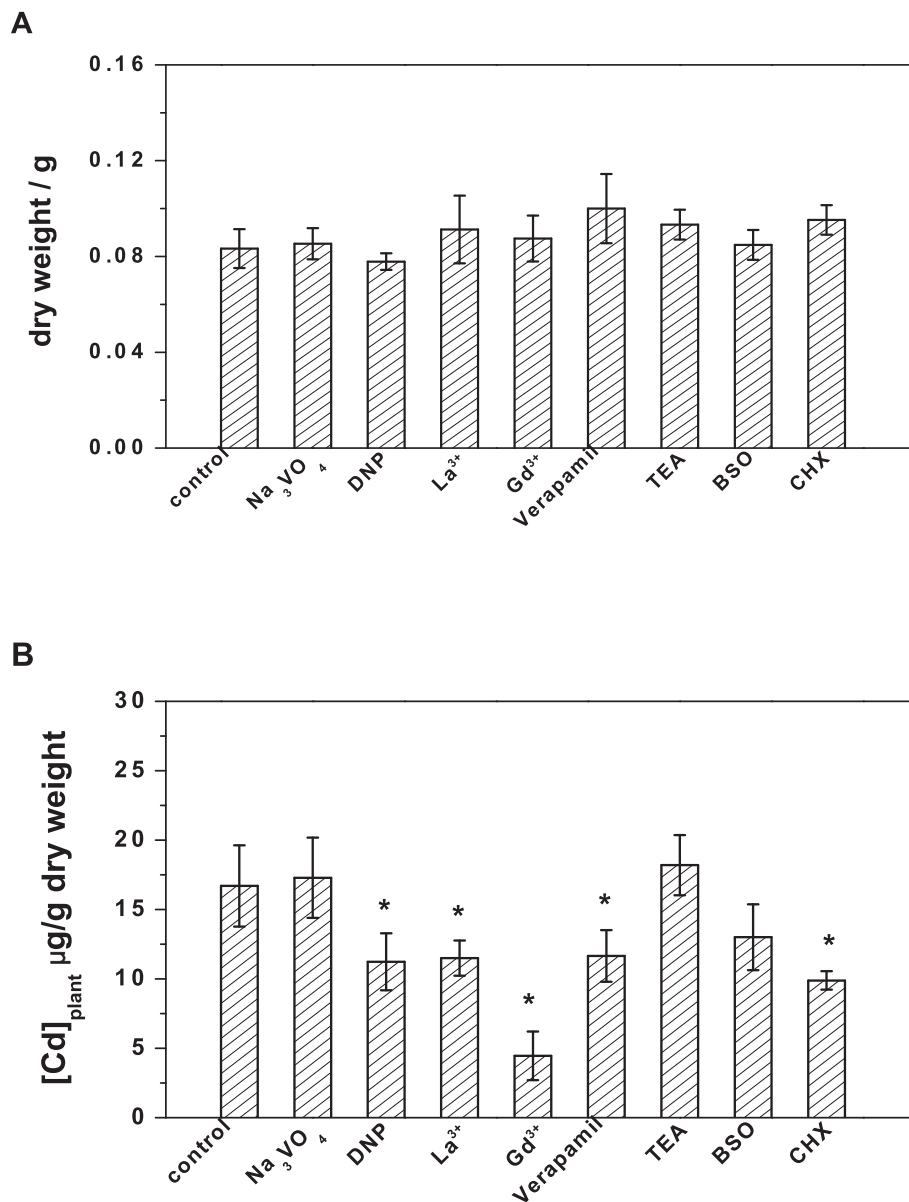 A
dry weight / g
0.16
0.12
0.08
0.04
0.00
control
Na₃VO₄
DNP
La³⁺
Gd³⁺
Verapamil
TEA
BSO
CHX
B
[Cd]plant µg/g dry weight
30
25
20
15
10
5
0
* * * * *
control
Na₃VO₄
DNP
La³⁺
Gd³⁺
Verapamil
TEA
BSO
CHX